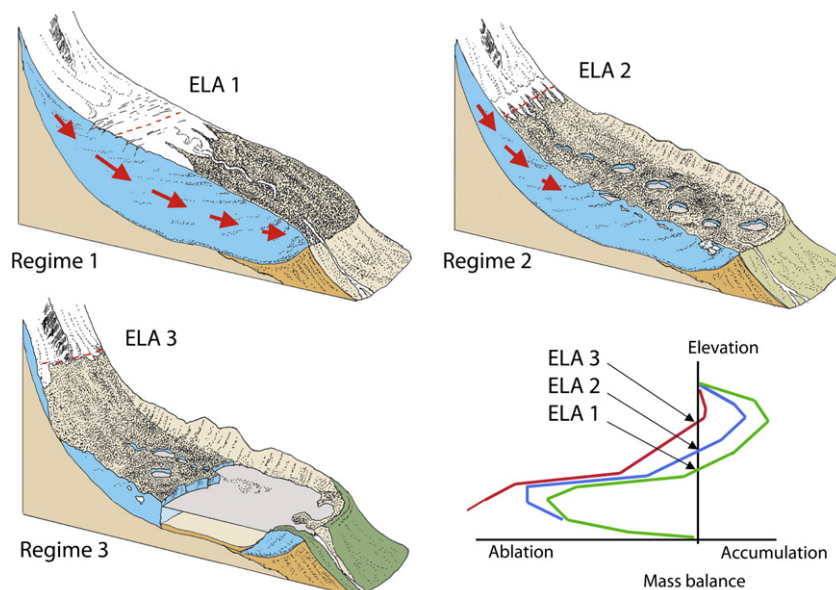 ELA 1
Regime 1
ELA 2
Regime 2
ELA 3
Regime 3
Elevation
ELA 3
ELA 2
ELA 1
Ablation
Accumulation
Mass balance